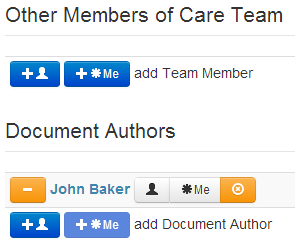 Other Members of Care Team
Me add Team Member
Document Authors
John Baker Me
Me add Document Author